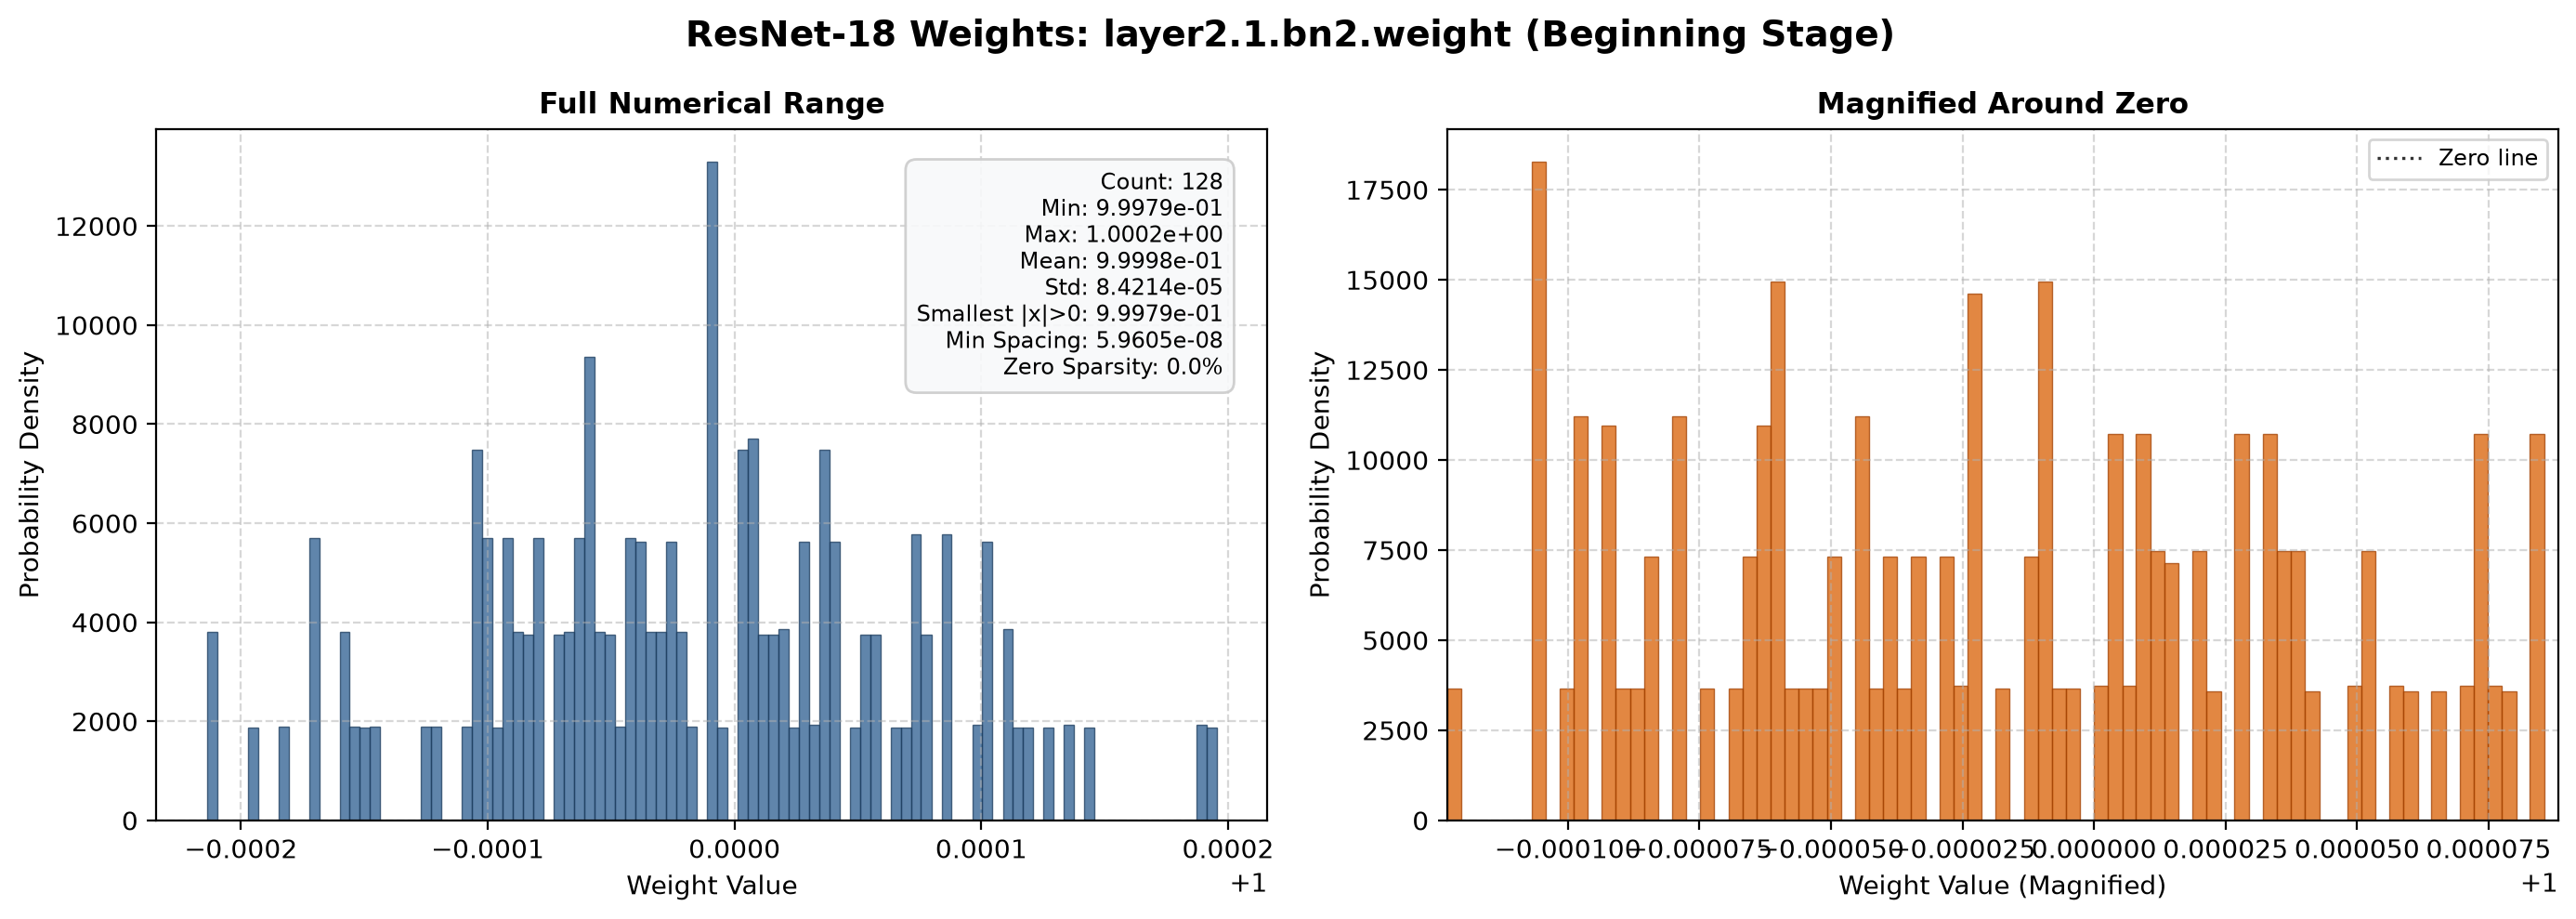 ResNet-18 Weights: layer2.1.bn2.weight (Beginning Stage)
Full Numerical Range
Probability Density
12000
10000
8000
6000
4000
2000
0
Count: 128
Min: 9.9979e-01
Max: 1.0002e+00
Mean: 9.9998e-01
Std: 8.4214e-05
Smallest |x|>0: 9.9979e-01
Min Spacing: 5.9605e-08
Zero Sparsity: 0.0%
−0.0002 −0.0001 0.0000 0.0001 0.0002
+1
Weight Value
Magnified Around Zero
Probability Density
17500
15000
12500
10000
7500
5000
2500
0
Zero line
−0.000100 −0.000075 −0.000050 −0.000025 0.000000 0.000025 0.000050 0.000075
+1
Weight Value (Magnified)